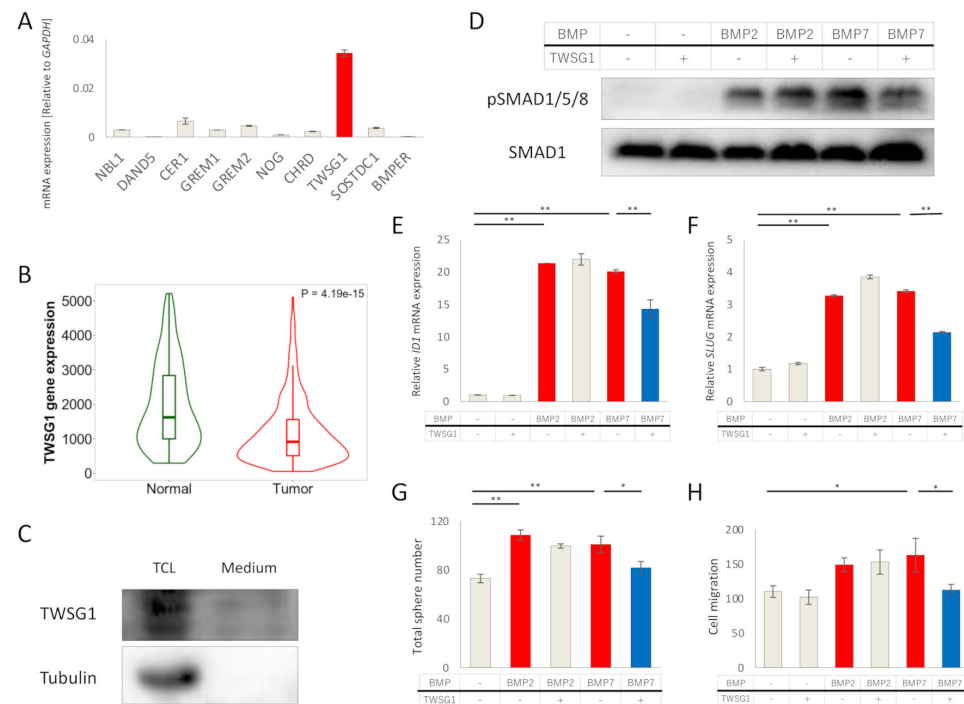 A
mRNA expression [Relative to GAPDH]
0.04
0.02
0
NBL1
DAND5
CER1
GREM1
GREM2
NOG
CHRD
TWSG1
SOSTDC1
BMPER
B
TWSG1 gene expression
P = 4.19e-15
5000
4000
3000
2000
1000
0
Normal Tumor
C
TCL Medium
TWSG1
Tubulin
D
BMP - - BMP2 BMP2 BMP7 BMP7
TWSG1 - + - + - +
pSMAD1/5/8
SMAD1
E
** **
**
Relative ID1 mRNA expression
25
20
15
10
5
0
BMP - - BMP2 BMP2 BMP7 BMP7
TWSG1 - + - + - +
F
** **
**
Relative SLUG mRNA expression
5
4
3
2
1
0
BMP - - BMP2 BMP2 BMP7 BMP7
TWSG1 - + - + - +
G
** *
**
Total sphere number
120
80
40
0
BMP - BMP2 BMP2 BMP7 BMP7
TWSG1 - - + - +
H
* *
Cell migration
200
150
100
50
0
BMP - - BMP2 BMP2 BMP7 BMP7
TWSG1 - + - + - +